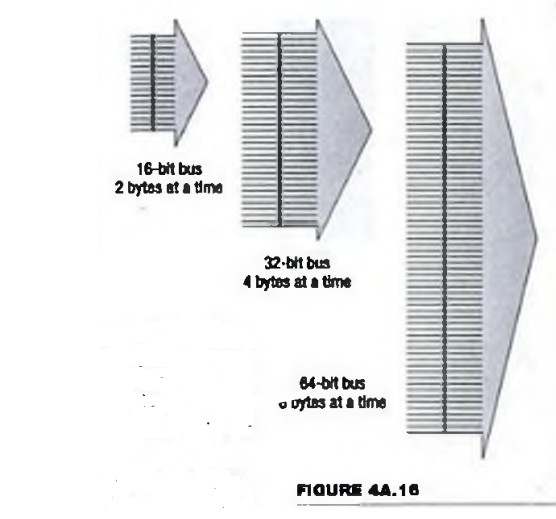 16-bit bus
2 bytes at a time
32-bit bus
4 bytes at a time
64-bit bus
bytes at a time
FIGURE 4A.16